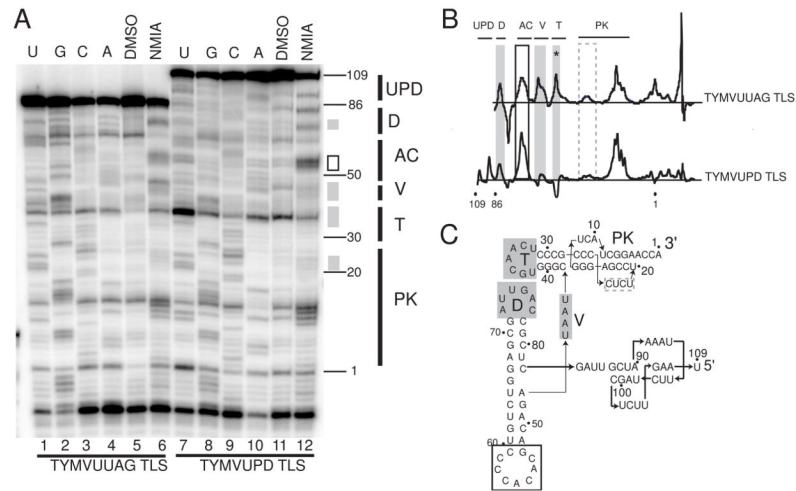 A
U G C A DMSO NMIA U G C A DMSO NMIA
109
UPD
86
D
AC
50
V
T
30
20
PK
1
1 2 3 4 5 6 7 8 9 10 11 12
TYMVUUAG TLS TYMVUPD TLS
B
UPD D AC V T PK
*
TYMVUUAG TLS
TYMVUPD TLS
109 86 1
C
10
PK
UCA
30
1
3'
CCCG CCC UCGGAACCA
GGGC GGG AGCCU
40
20
CUCU
T
D
UAAU
V
70
80
AAAU
90
109
GAUU GCUA GAA U 5'
CGAU CUU
100
UCUU
50
60